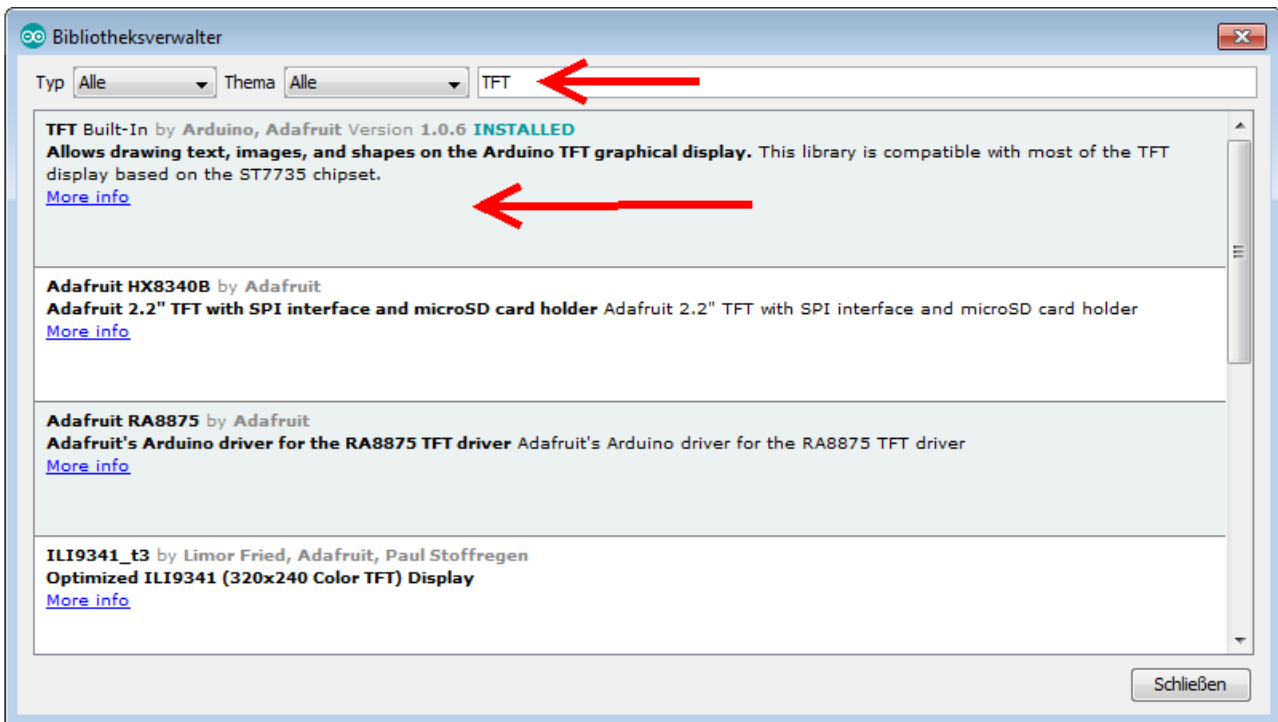 Bibliotheksverwalter
Typ Alle Thema Alle TFT
TFT Built-In by Arduino, Adafruit Version 1.0.6 INSTALLED
Allows drawing text, images, and shapes on the Arduino TFT graphical display. This library is compatible with most of the TFT
display based on the ST7735 chipset.
More info
Adafruit HX8340B by Adafruit
Adafruit 2.2" TFT with SPI interface and microSD card holder Adafruit 2.2" TFT with SPI interface and microSD card holder
More info
Adafruit RA8875 by Adafruit
Adafruit's Arduino driver for the RA8875 TFT driver Adafruit's Arduino driver for the RA8875 TFT driver
More info
ILI9341_t3 by Limor Fried, Adafruit, Paul Stoffregen
Optimized ILI9341 (320x240 Color TFT) Display
More info
Schließen